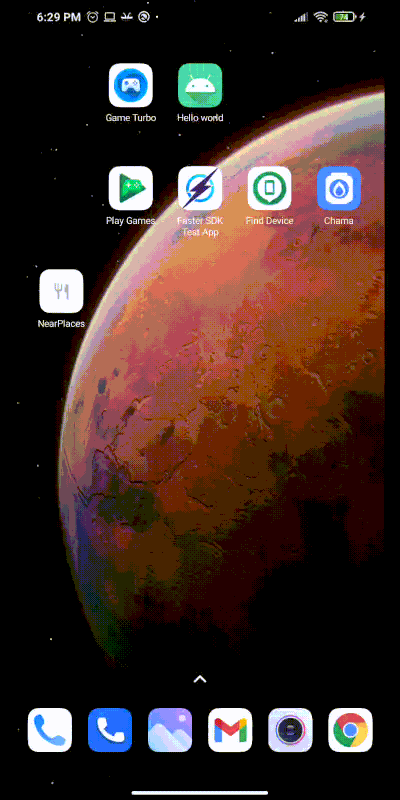 6:29 PM
74
Game Turbo
Hello world
Play Games
Faster SDK
Test App
Find Device
Chama
NearPlaces